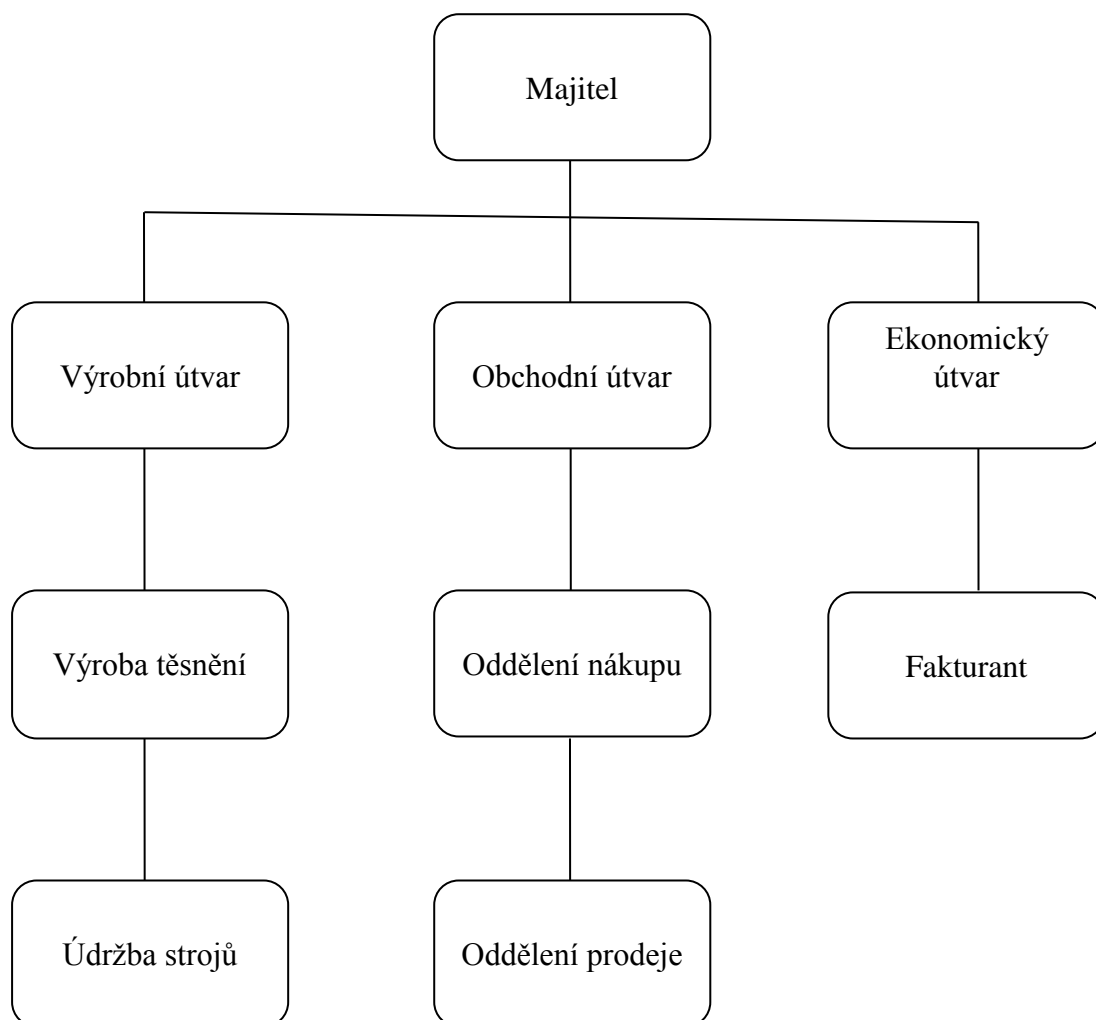 Majitel
Výrobní útvar
Obchodní útvar
Ekonomický
útvar
Výroba těsnění
Oddělení nákupu
Fakturant
Údržba strojů
Oddělení prodeje